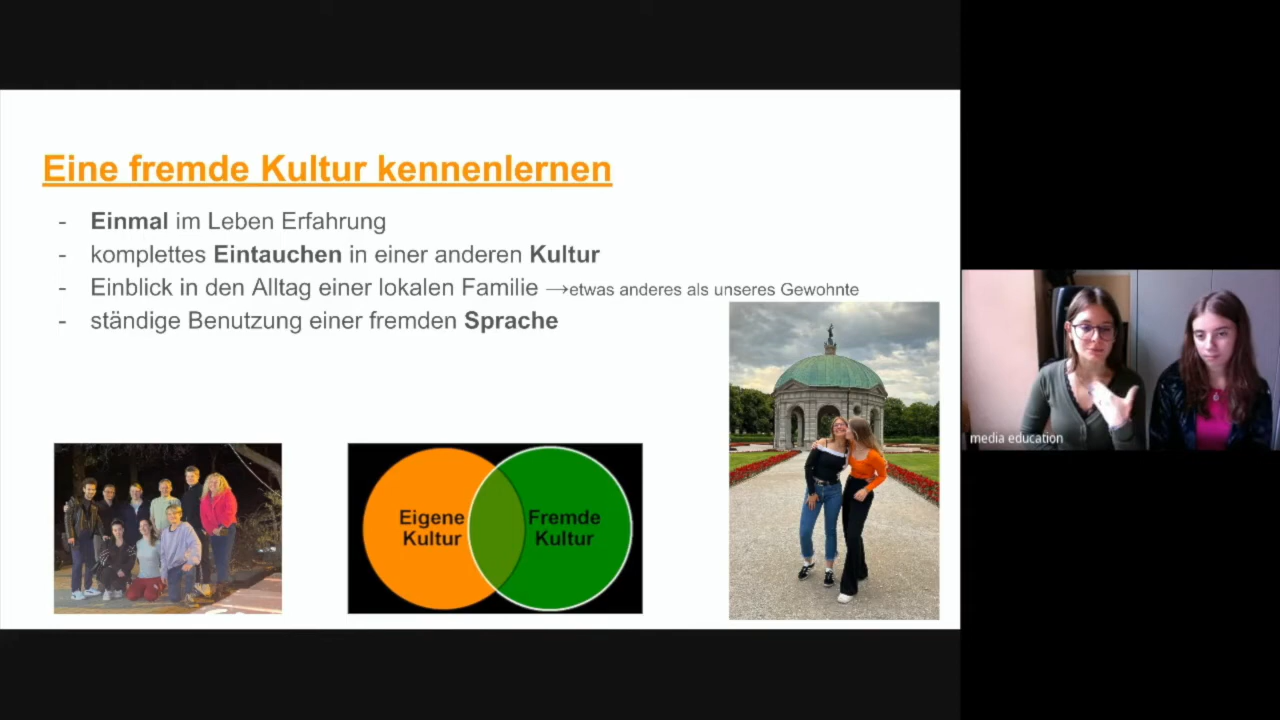 Eine fremde Kultur kennenlernen
- Einmal im Leben Erfahrung
- komplettes Eintauchen in einer anderen Kultur
- Einblick in den Alltag einer lokalen Familie →etwas anderes als unseres Gewohnte
- ständige Benutzung einer fremden Sprache
Eigene
Kultur
Fremde
Kultur
media education